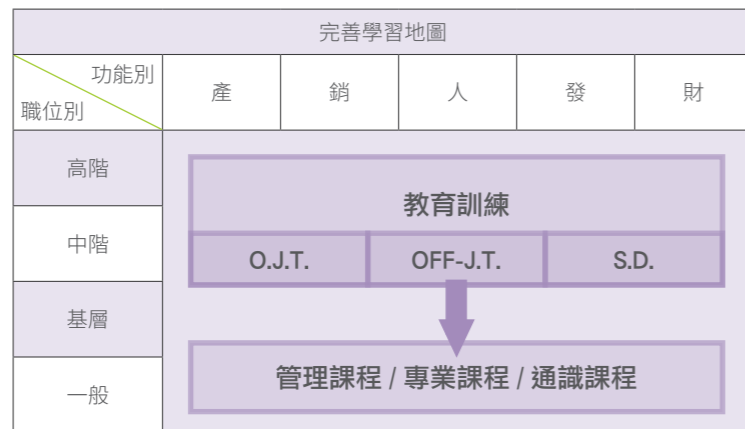 完善學習地圖
功能別
職位別
產 銷 人 發 財
高階
中階
基層
一般
教育訓練
O.J.T. OFF-J.T. S.D.
管理課程 / 專業課程 / 通識課程